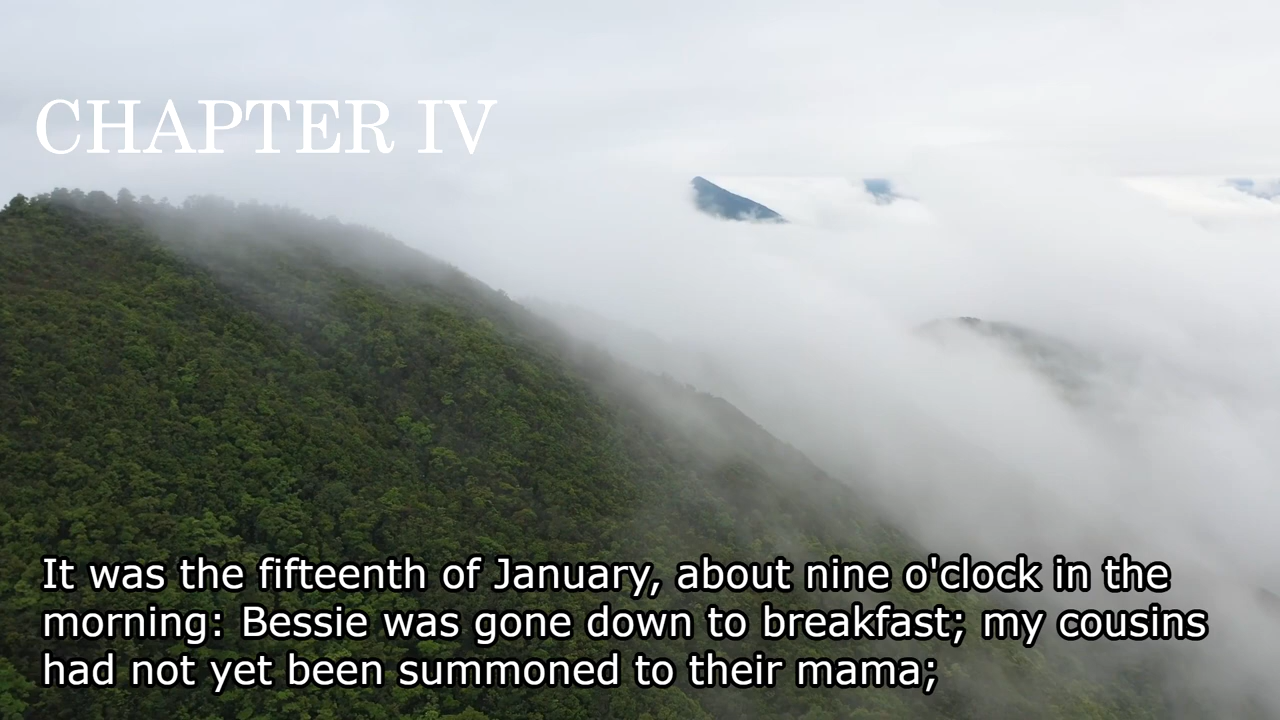 CHAPTER IV
It was the fifteenth of January, about nine o'clock in the
morning: Bessie was gone down to breakfast; my cousins
had not yet been summoned to their mama;